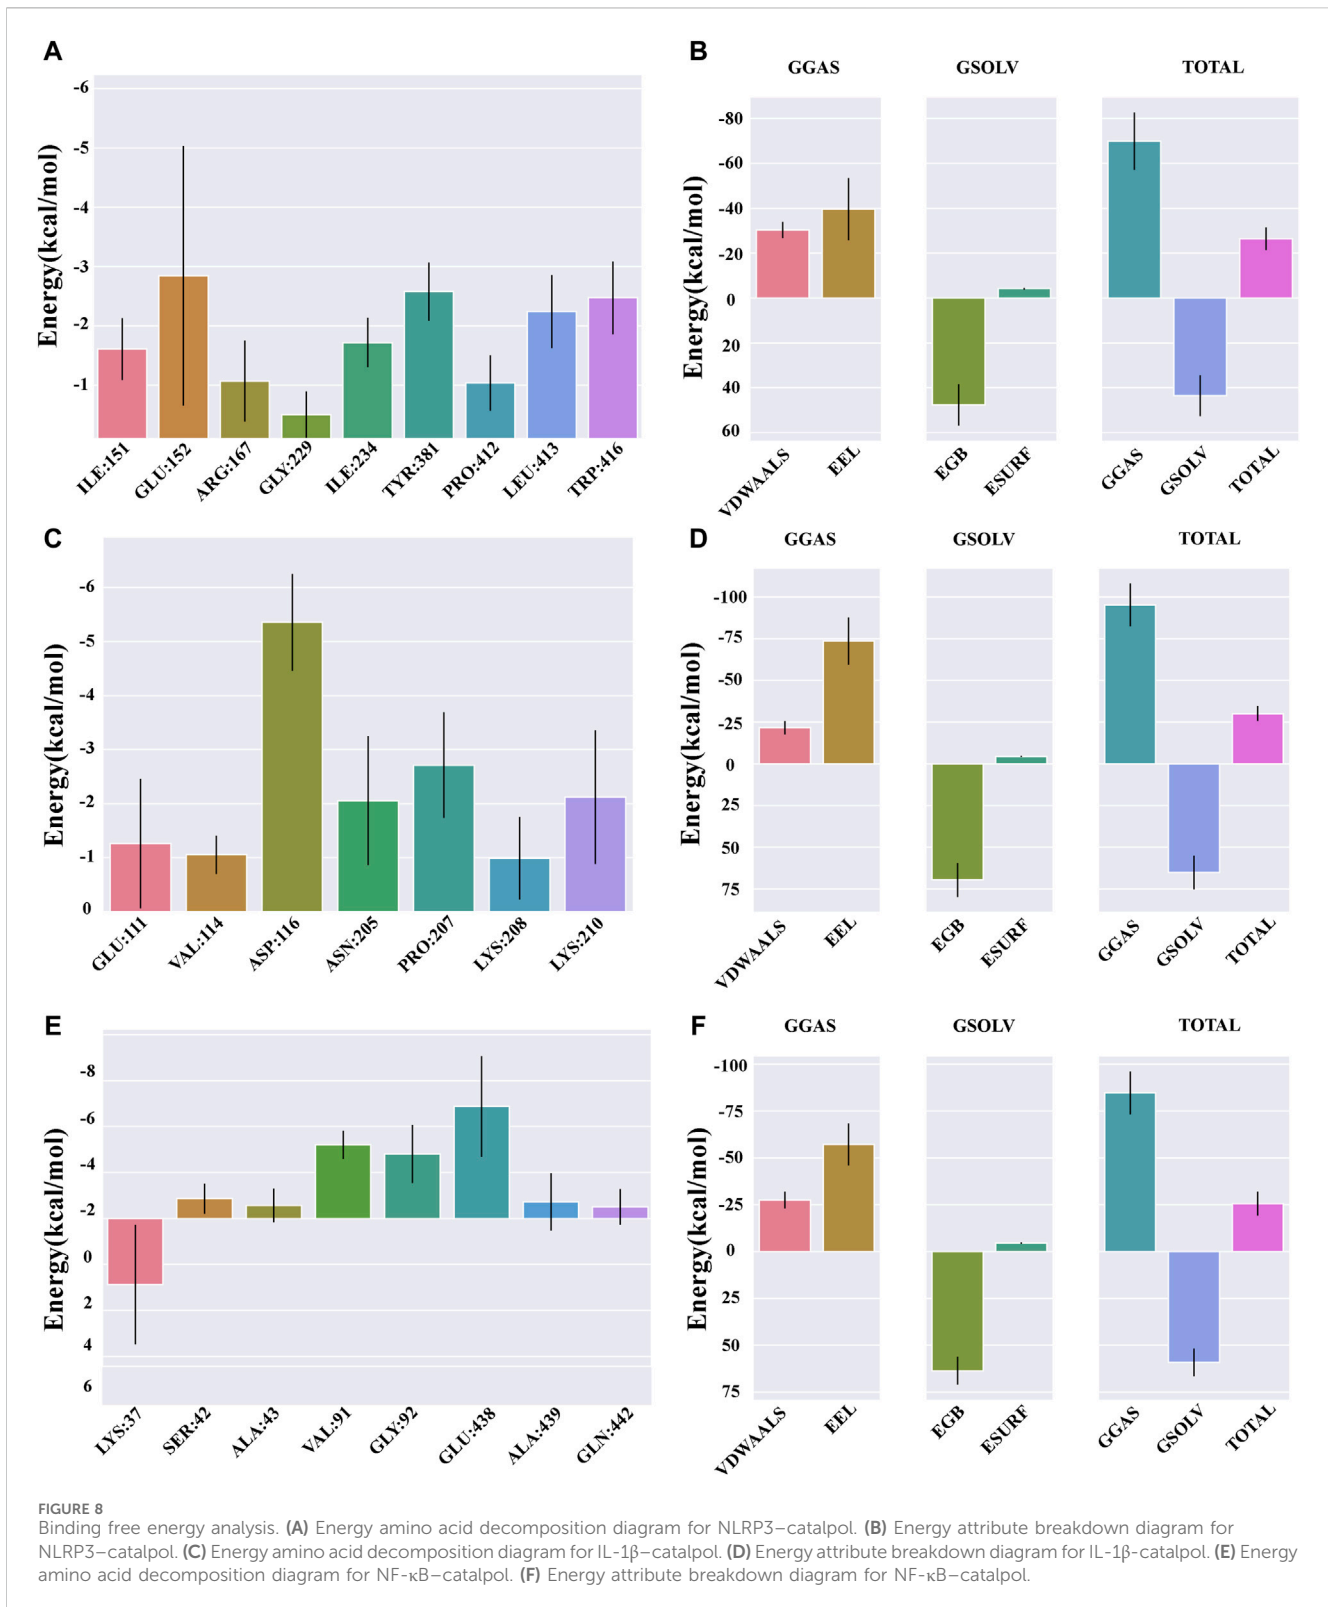 A
Energy(kcal/mol)
-6
-5
-4
-3
-2
-1
ILE:151
GLU:152
ARG:167
GLY:229
ILE:234
TYR:381
PRO:412
LEU:413
TRP:416
B
GGAS
GSOLV
TOTAL
Energy(kcal/mol)
-80
-60
-40
-20
0
20
40
60
VDWAALS
EEL
EGB
ESURF
GGAS
GSOLV
TOTAL
C
Energy(kcal/mol)
-6
-5
-4
-3
-2
-1
0
GLU:111
VAL:114
ASP:116
ASN:205
PRO:207
LYS:208
LYS:210
D
GGAS
GSOLV
TOTAL
Energy(kcal/mol)
-100
-75
-50
-25
0
25
50
75
VDWAALS
EEL
EGB
ESURF
GGAS
GSOLV
TOTAL
E
Energy(kcal/mol)
-8
-6
-4
-2
0
2
4
6
LYS:37
SER:42
ALA:43
VAL:91
GLY:92
GLU:438
ALA:439
GLN:442
F
GGAS
GSOLV
TOTAL
Energy(kcal/mol)
-100
-75
-50
-25
0
25
50
75
VDWAALS
EEL
EGB
ESURF
GGAS
GSOLV
TOTAL
FIGURE 8
Binding free energy analysis. (A) Energy amino acid decomposition diagram for NLRP3–catalpol. (B) Energy attribute breakdown diagram for
NLRP3–catalpol. (C) Energy amino acid decomposition diagram for IL-1β–catalpol. (D) Energy attribute breakdown diagram for IL-1β-catalpol. (E) Energy
amino acid decomposition diagram for NF-κB–catalpol. (F) Energy attribute breakdown diagram for NF-κB–catalpol.